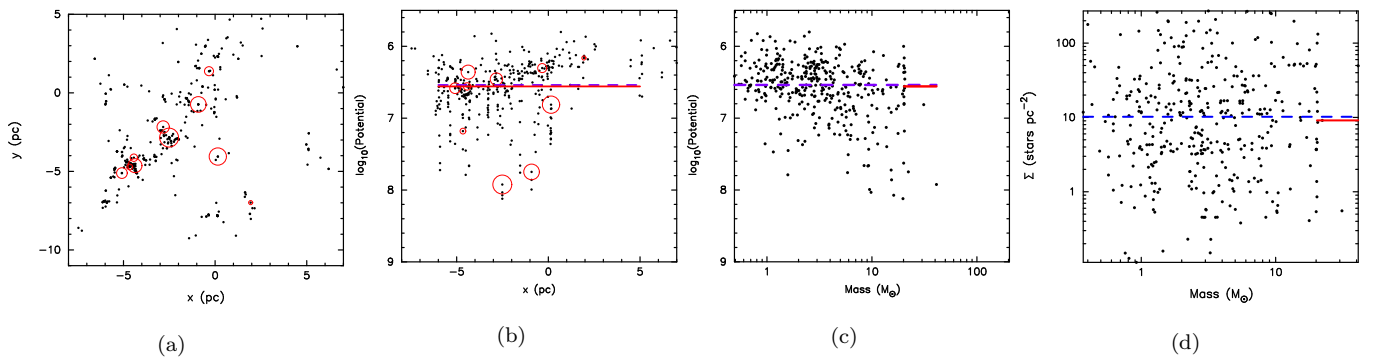 5
0
−5
−10
y (pc)
−5
0
5
x (pc)
(a)
6
7
8
9
log₁₀(Potential)
−5
0
5
x (pc)
(b)
6
7
8
9
log₁₀(Potential)
1
10
100
Mass (M☉)
(c)
100
10
1
Σ (stars pc⁻²)
1
10
Mass (M☉)
(d)